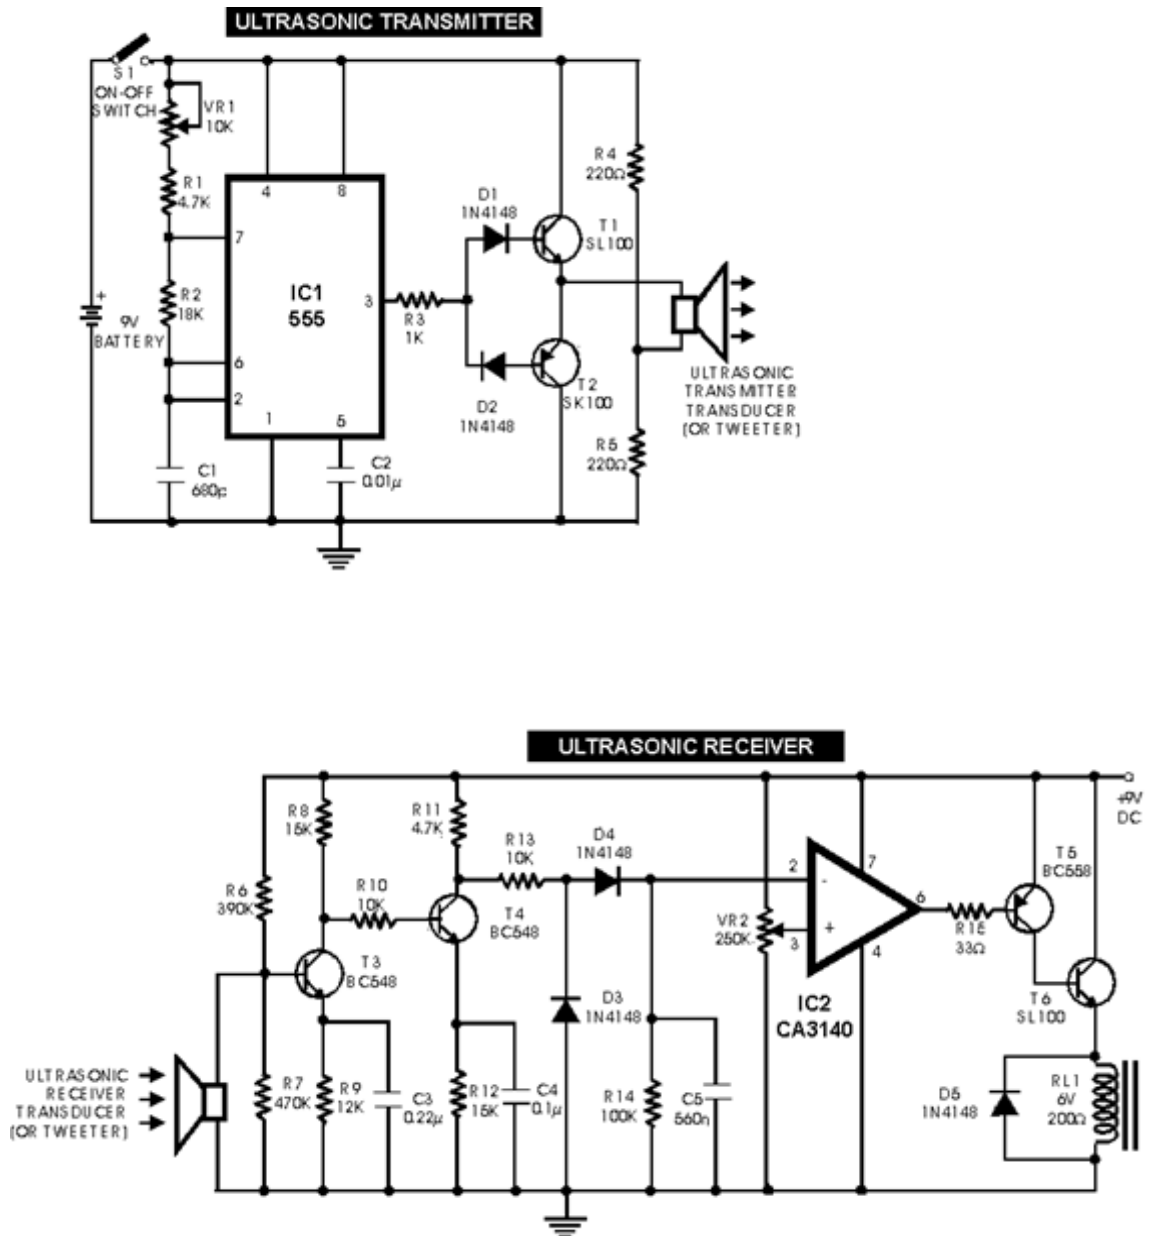 ULTRASONIC TRANSMITTER
S1
ON-OFF
SWITCH
VR1
10K
R1
4.7K
R2
18K
9V
BATTERY
+
4
8
7
IC1
555
3
6
2
1
5
C1
680p
C2
0.01µ
R3
1K
D1
1N4148
D2
1N4148
T1
SL100
T2
SK100
R4
220Ω
R5
220Ω
ULTRASONIC
TRANSMITTER
TRANSDUCER
(OR TWEETER)
ULTRASONIC RECEIVER
+9V
DC
R8
15K
R11
4.7K
R13
10K
D4
1N4148
R6
390K
R10
10K
T4
BC548
T3
BC548
VR2
250K
2
-
7
+
3
4
6
IC2
CA3140
R15
33Ω
T5
BC558
T6
SL100
D3
1N4148
ULTRASONIC
RECEIVER
TRANSDUCER
(OR TWEETER)
R7
470K
R9
12K
C3
0.22µ
R12
15K
C4
0.1µ
R14
100K
C5
560n
D5
1N4148
RL1
6V
200Ω